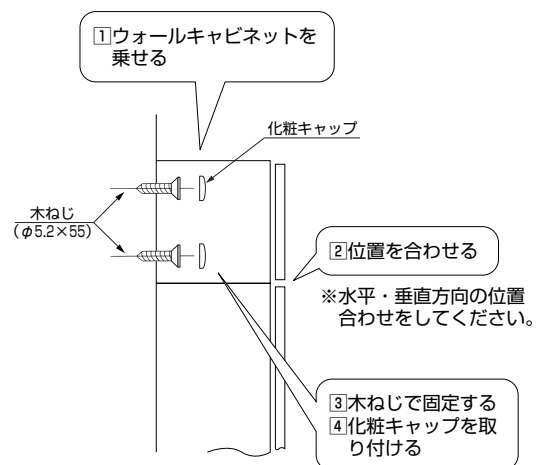 1ウォールキャビネットを
乗せる
化粧キャップ
木ねじ
(φ5.2×55)
2位置を合わせる
※水平・垂直方向の位置
合わせをしてください。
3木ねじで固定する
4化粧キャップを取
り付ける